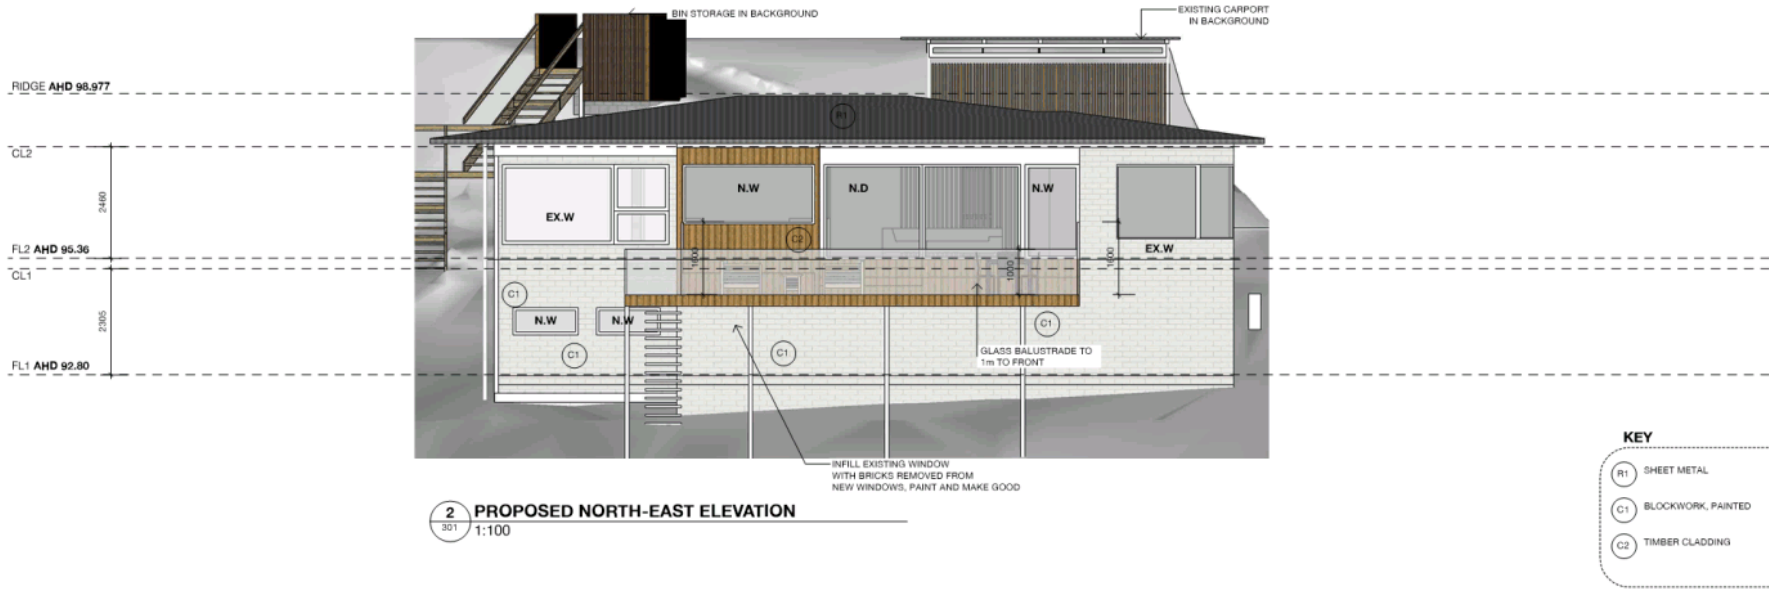 BIN STORAGE IN BACKGROUND
EXISTING CARPORT
IN BACKGROUND
RIDGE AHD 98.977
R1
CL2
2460
N.W
N.D
N.W
EX.W
C2
EX.W
FL2 AHD 95.36
1600
1000
1600
CL1
C1
2305
N.W
N.W
C1
C1
C1
GLASS BALUSTRADE TO
1m TO FRONT
FL1 AHD 92.80
INFILL EXISTING WINDOW
WITH BRICKS REMOVED FROM
NEW WINDOWS, PAINT AND MAKE GOOD
2
301
PROPOSED NORTH-EAST ELEVATION
1:100
KEY
R1 SHEET METAL
C1 BLOCKWORK, PAINTED
C2 TIMBER CLADDING